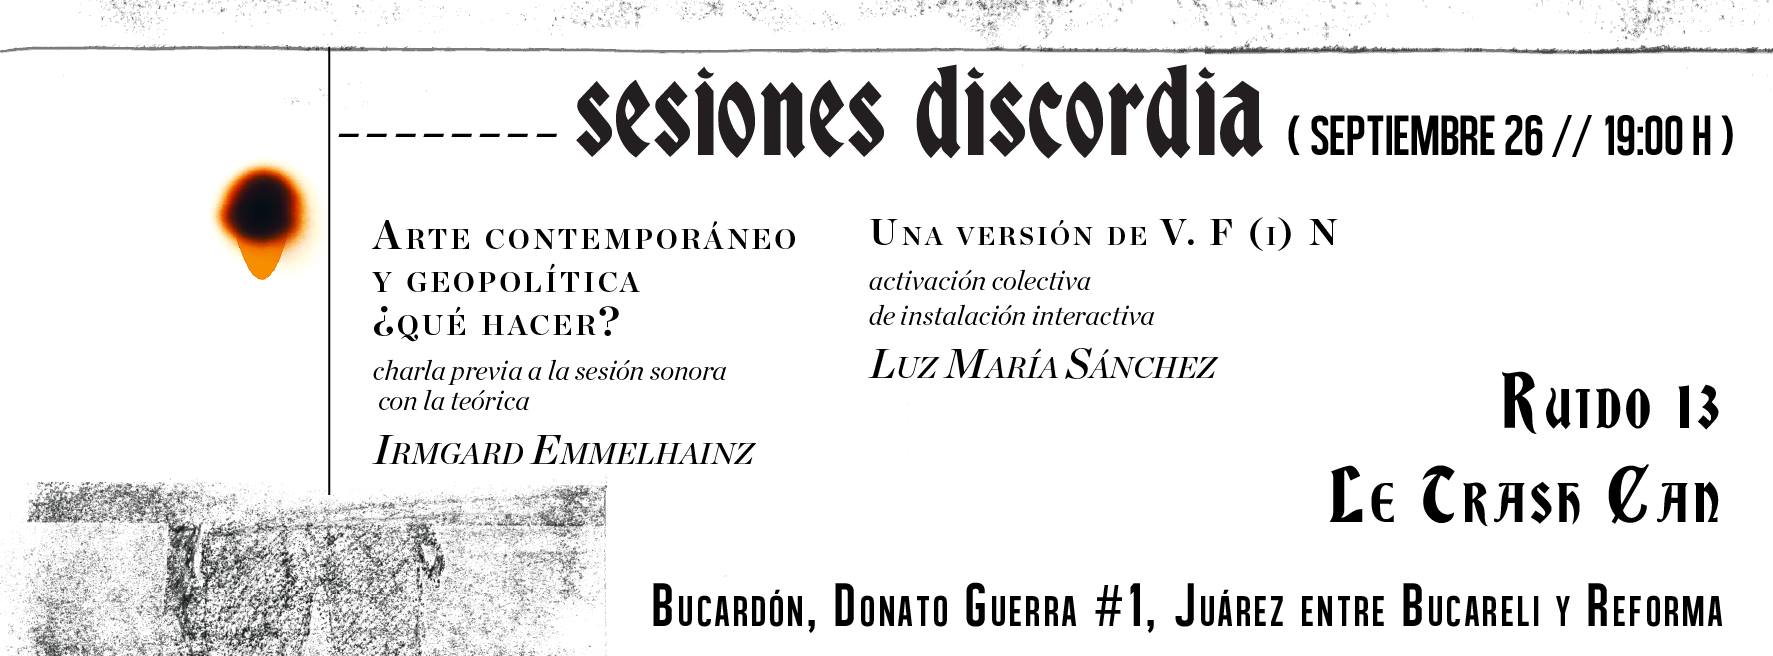 sesiones discordia ( SEPTIEMBRE 26 // 19:00 H )
Arte contemporáneo
y geopolítica
¿qué hacer?
charla previa a la sesión sonora
con la teórica
Irmgard Emmelhainz
Una versión de V. F (i) N
activación colectiva
de instalación interactiva
Luz María Sánchez
Ruido 13
Le Trash Can
Bucardón, Donato Guerra #1, Juárez entre Bucareli y Reforma